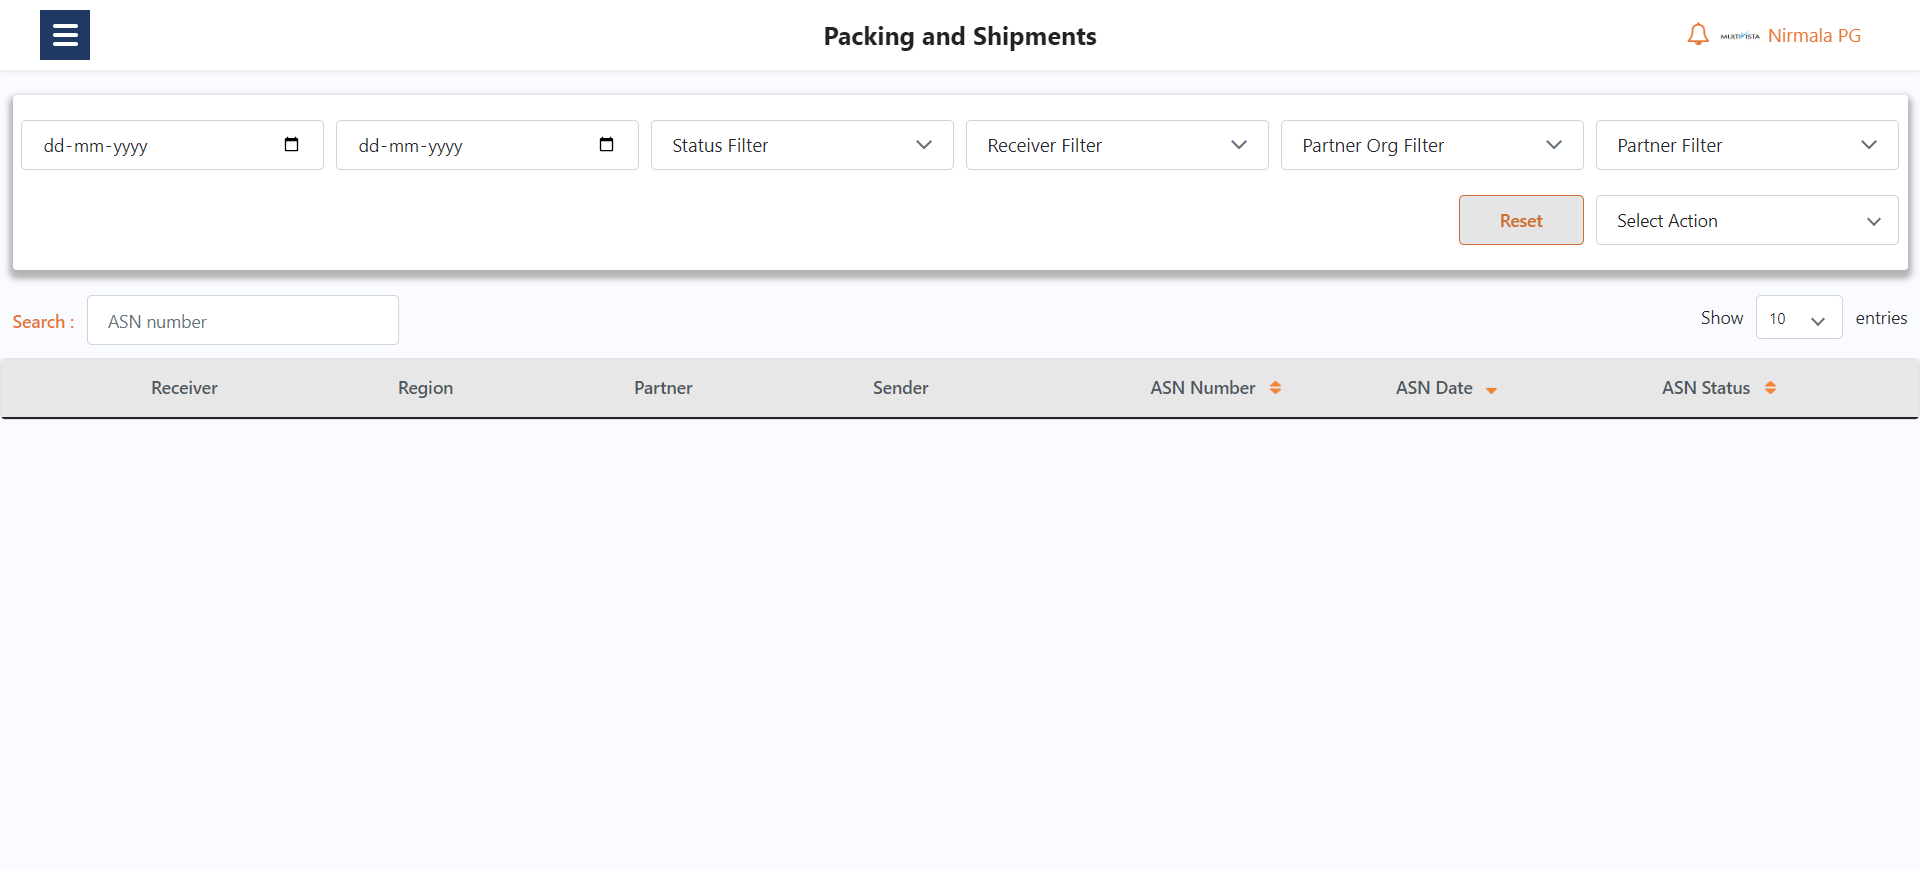 Packing and Shipments
MULTIVISTA Nirmala PG
dd-mm-yyyy dd-mm-yyyy Status Filter Receiver Filter Partner Org Filter Partner Filter
Reset Select Action
Search : ASN number Show 10 entries
Receiver Region Partner Sender ASN Number ASN Date ASN Status